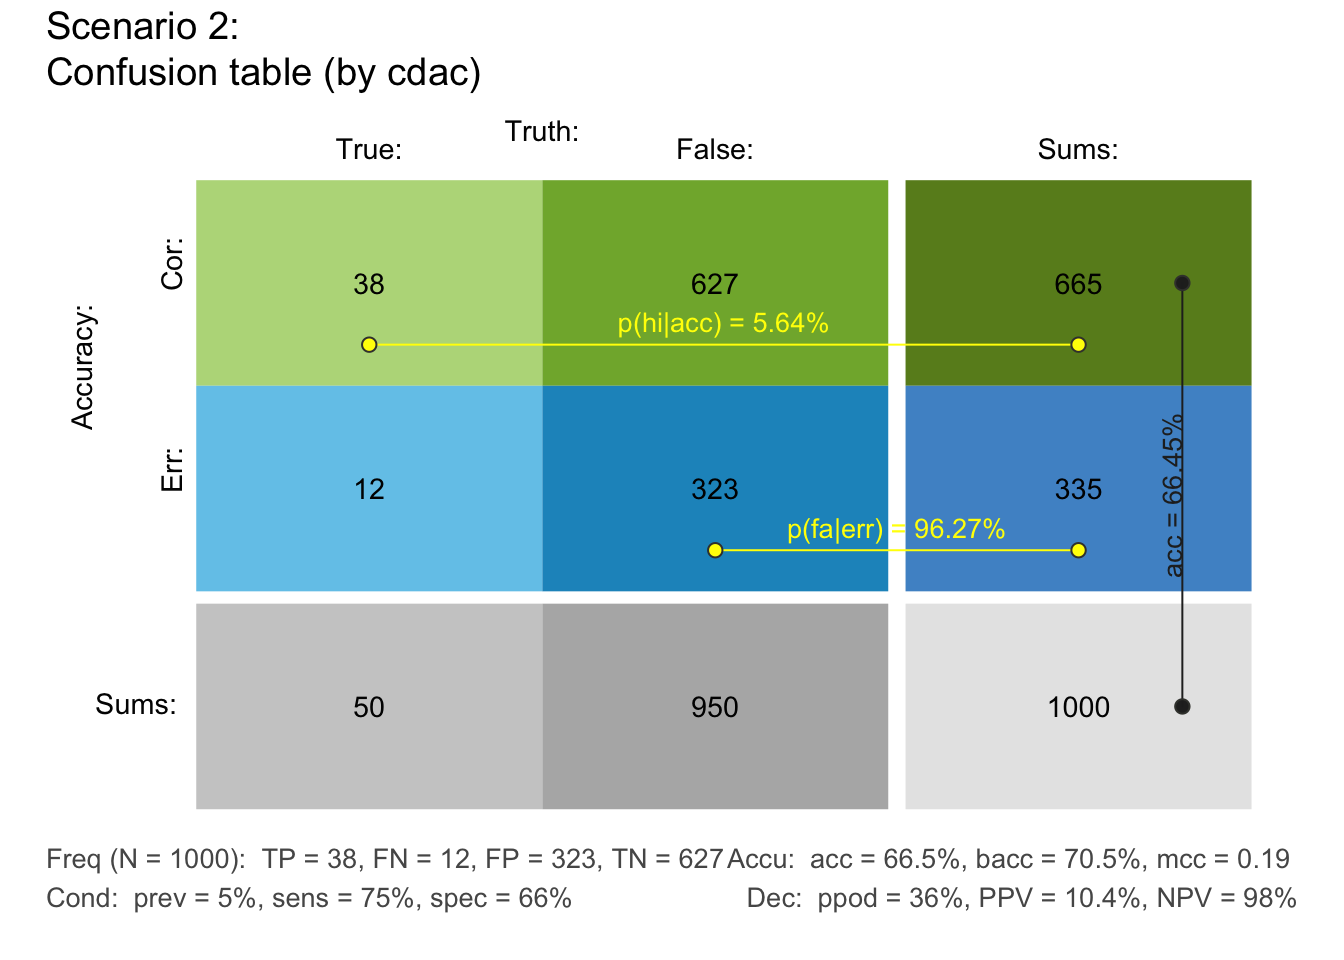 Scenario 2:
Confusion table (by cdac)
Truth:
True: False: Sums:
Accuracy:
Cor:
38 627 665
p(hi|acc) = 5.64%
Err:
12 323 335
p(fa|err) = 96.27%
acc = 66.45%
Sums:
50 950 1000
Freq (N = 1000):  TP = 38, FN = 12, FP = 323, TN = 627 Accu:  acc = 66.5%, bacc = 70.5%, mcc = 0.19
Cond:  prev = 5%, sens = 75%, spec = 66% Dec:  ppod = 36%, PPV = 10.4%, NPV = 98%